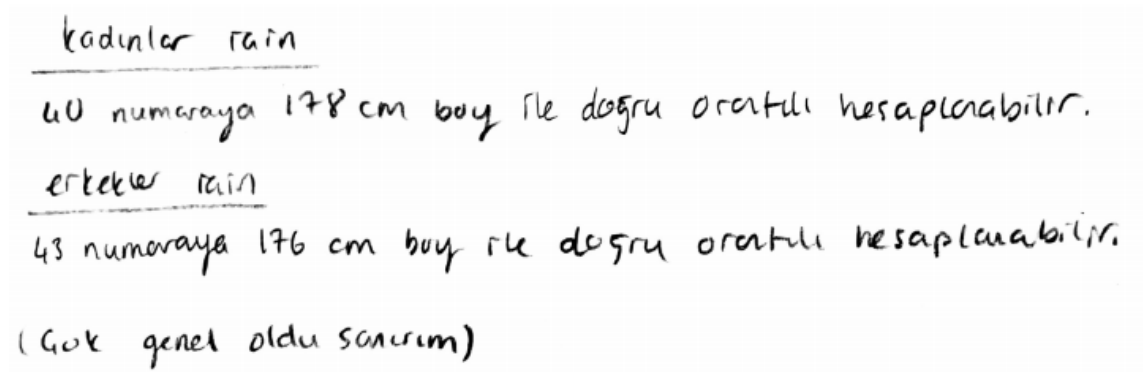 kadınlar için
40 numaraya 178 cm boy ile doğru orantılı hesaplanabilir.
erkekler için
43 numaraya 176 cm boy ile doğru orantılı hesaplanabilir.
(Çok genel oldu sanırım)